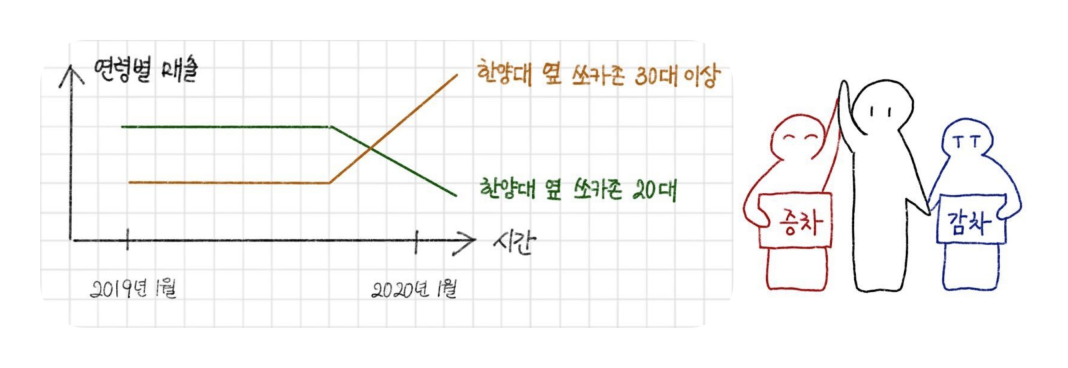 연령별 매출
한양대 옆 쏘카존 30대 이상
한양대 옆 쏘카존 20대
시간
2019년 1월
2020년 1월
증차
감차
ㅜㅜ